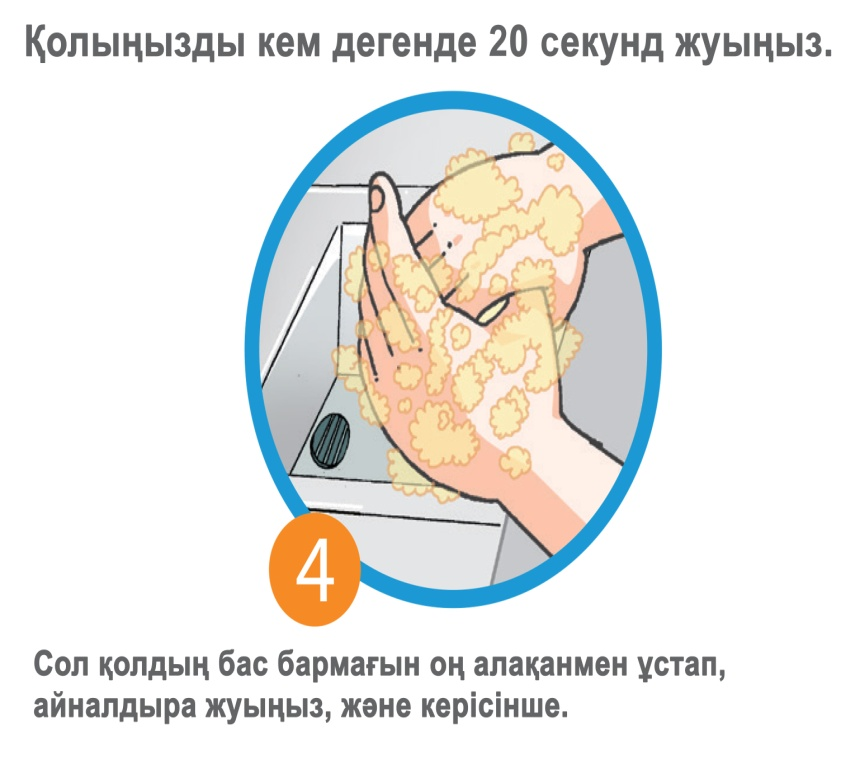 Қолыңызды кем дегенде 20 секунд жуыңыз.
4
Сол қолдың бас бармағын оң алақанмен ұстап,
айналдыра жуыңыз, және керісінше.